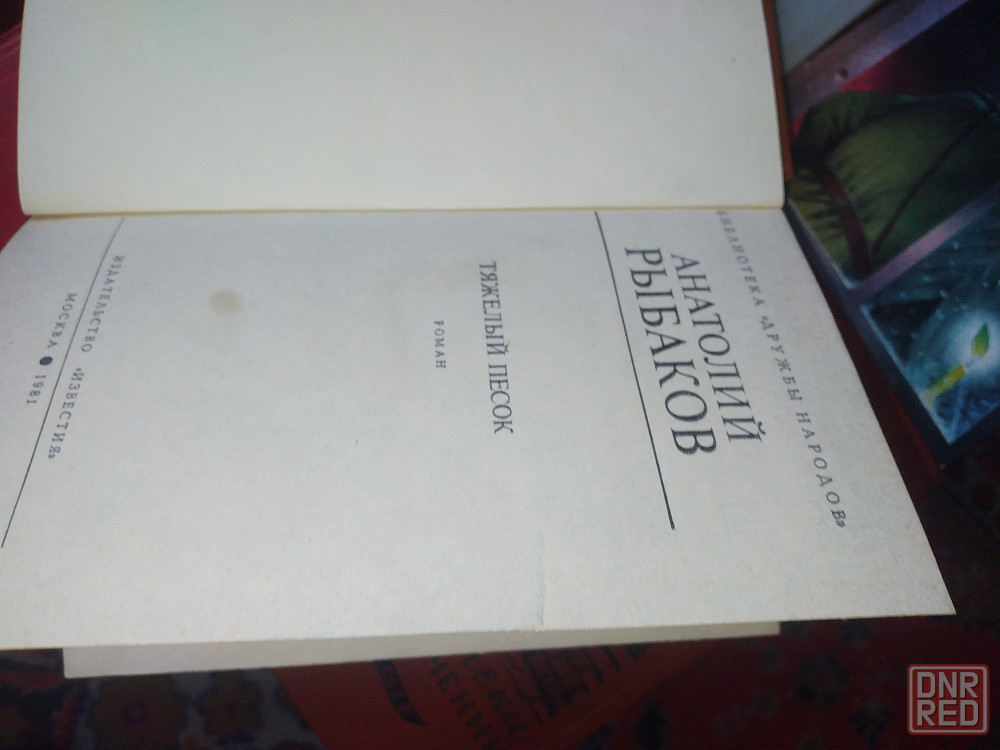 БИБЛИОТЕКА «ДРУЖБЫ НАРОДОВ»
АНАТОЛИЙ
РЫБАКОВ
ТЯЖЕЛЫЙ ПЕСОК
РОМАН
ИЗДАТЕЛЬСТВО «ИЗВЕСТИЯ»
МОСКВА 1981
DNR
RED